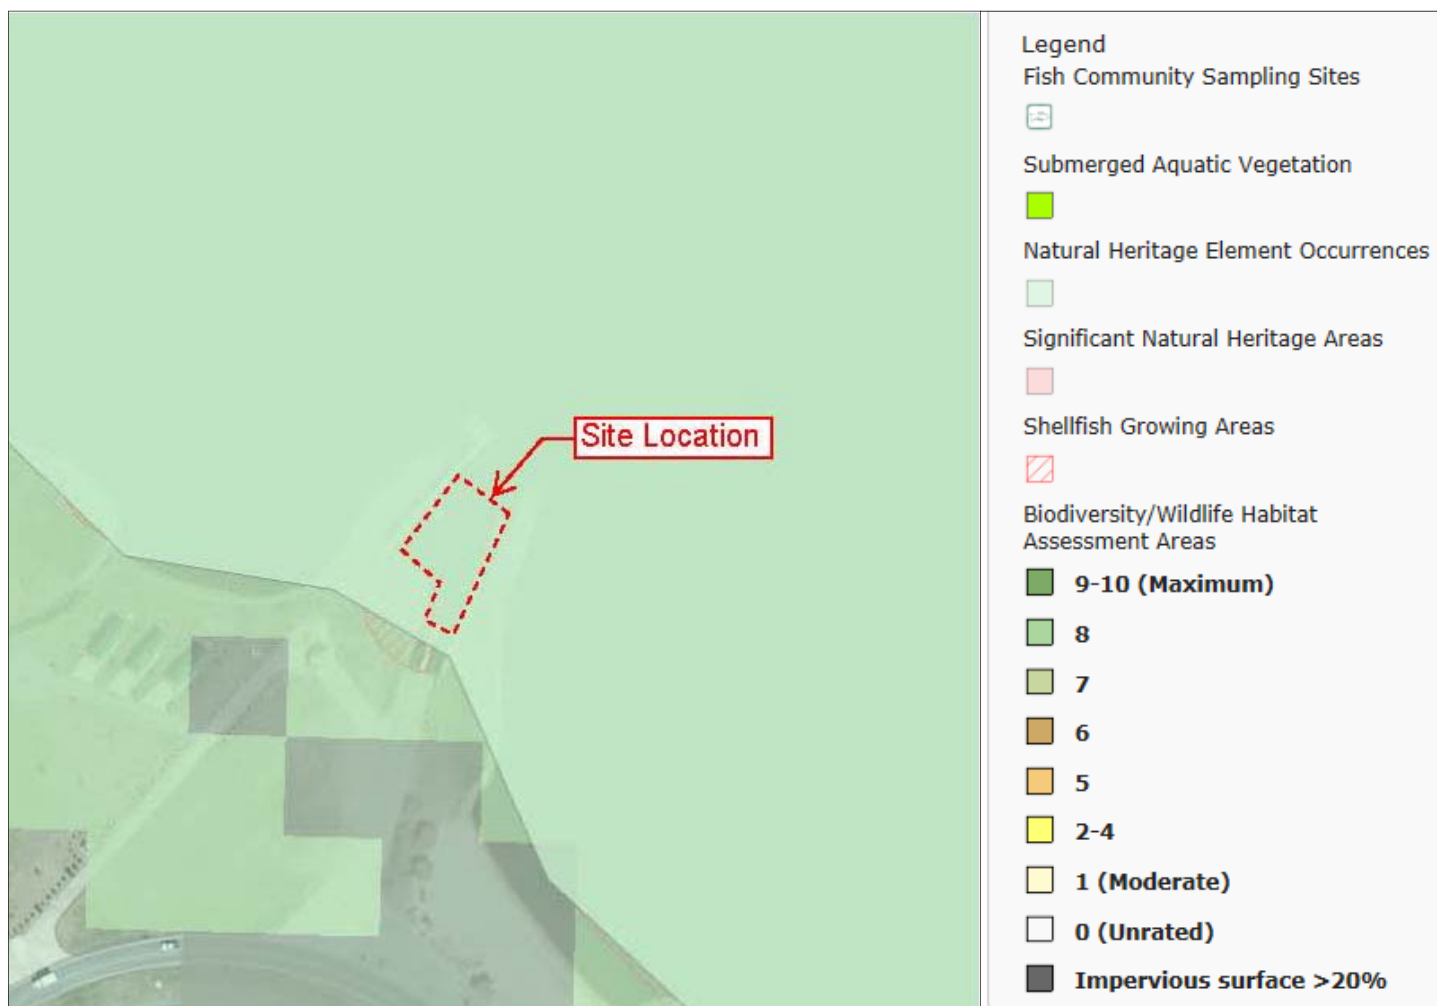 Site Location
Legend
Fish Community Sampling Sites
Submerged Aquatic Vegetation
Natural Heritage Element Occurrences
Significant Natural Heritage Areas
Shellfish Growing Areas
Biodiversity/Wildlife Habitat
Assessment Areas
9-10 (Maximum)
8
7
6
5
2-4
1 (Moderate)
0 (Unrated)
Impervious surface >20%